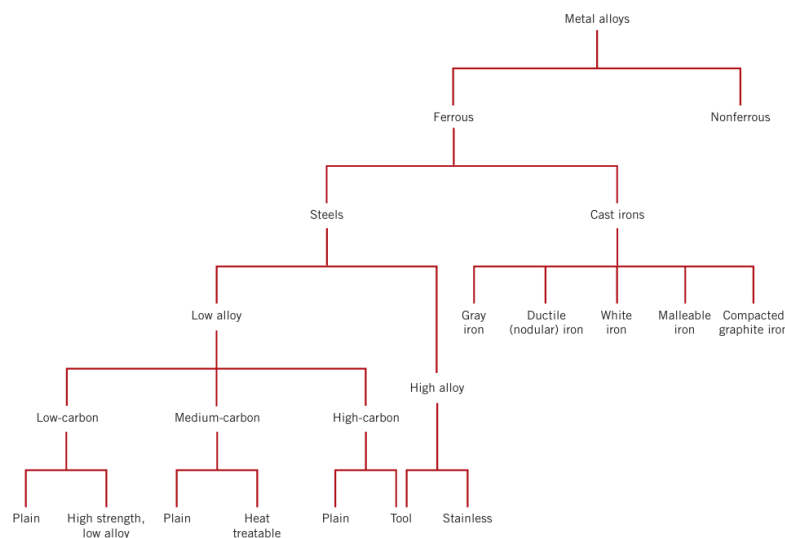 Metal alloys
Ferrous
Nonferrous
Steels
Cast irons
Low alloy
Gray
iron
Ductile
(nodular) iron
White
iron
Malleable
iron
Compacted
graphite iron
High alloy
Low-carbon
Medium-carbon
High-carbon
Plain
High strength,
low alloy
Plain
Heat
treatable
Plain
Tool
Stainless